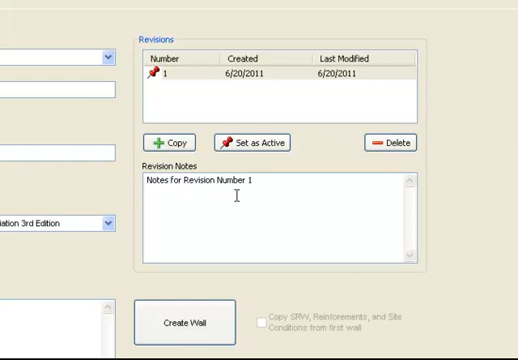 Revisions
Number Created Last Modified
1 6/20/2011 6/20/2011
Copy Set as Active Delete
Revision Notes
Notes for Revision Number 1
iation 3rd Edition
Create Wall
Copy SRW, Reinforements, and Site
Conditions from first wall